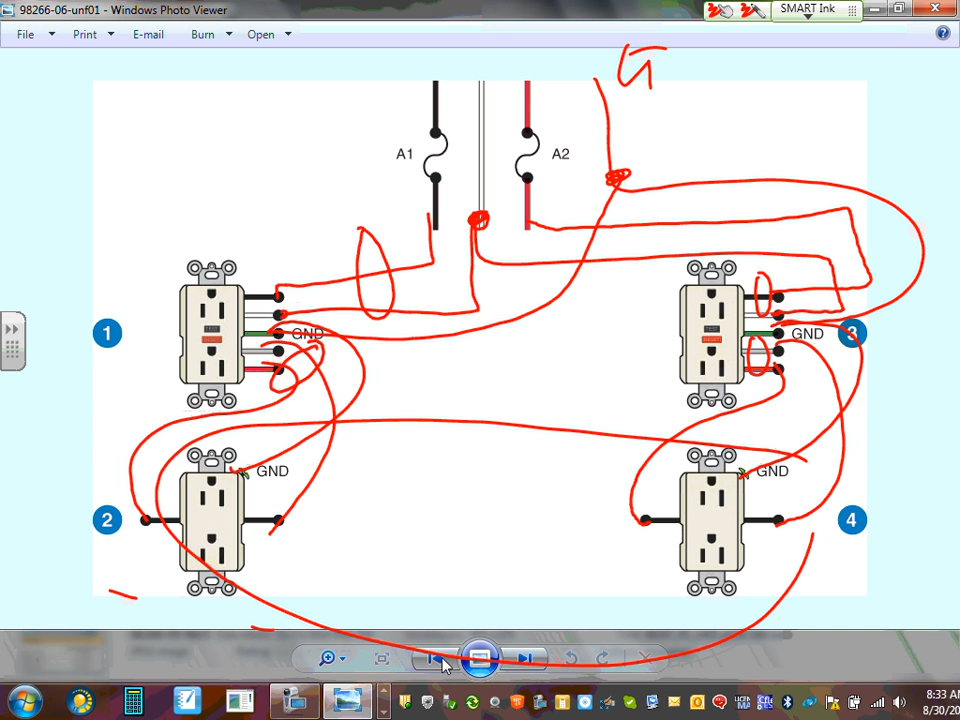 98266-06-unf01 - Windows Photo Viewer
SMART Ink
File Print E-mail Burn Open
G
A1 A2
1 GND GND 3
GND GND
2 4
8:33 AM
8/30/20